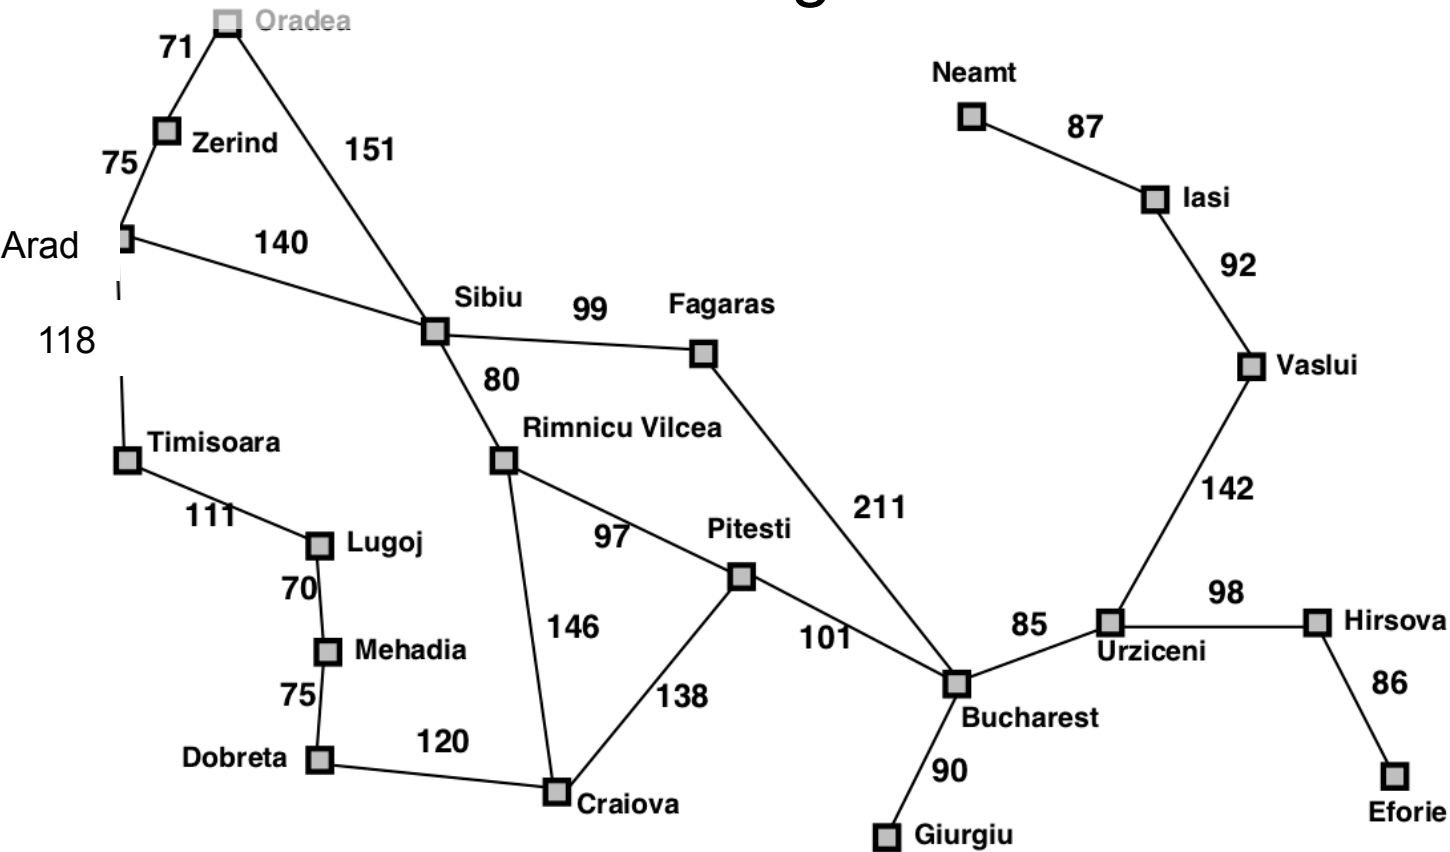 g
Oradea
71
Neamt
87
Zerind
151
75
Iasi
Arad
140
92
Sibiu
99
Fagaras
118
80
Vaslui
Rimnicu Vilcea
Timisoara
142
211
111
97
Pitesti
Lugoj
70
98
146
101
85
Hirsova
Urziceni
Mehadia
86
75
138
Bucharest
120
Dobreta
90
Craiova
Eforie
Giurgiu